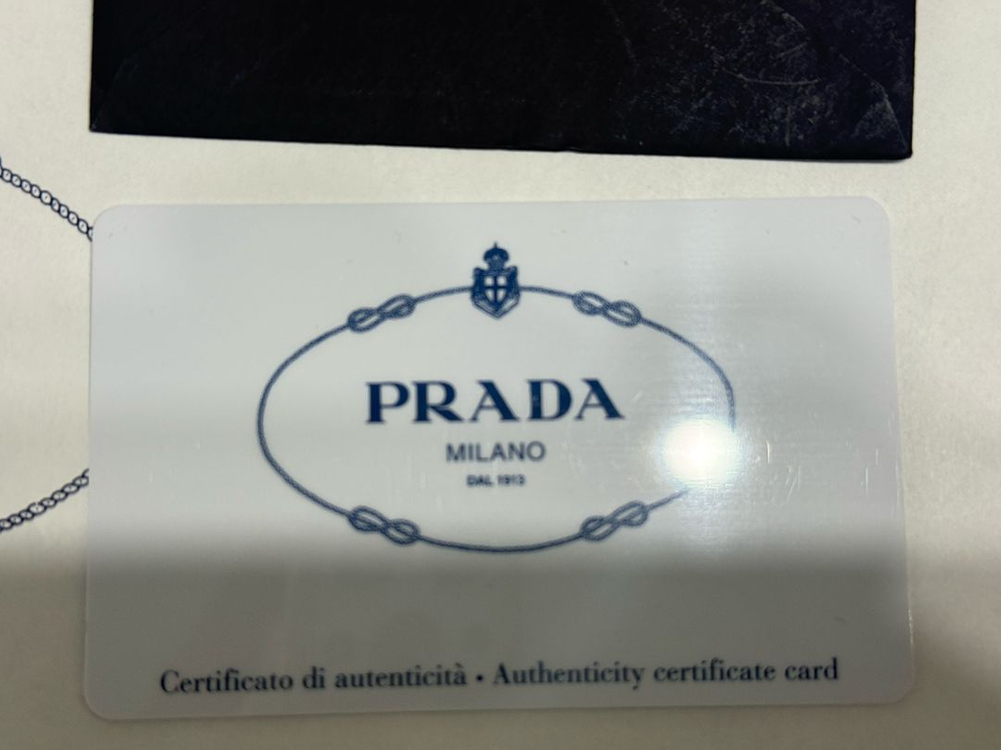 PRADA
MILANO
DAL 1913
Certificato di autenticità • Authenticity certificate card